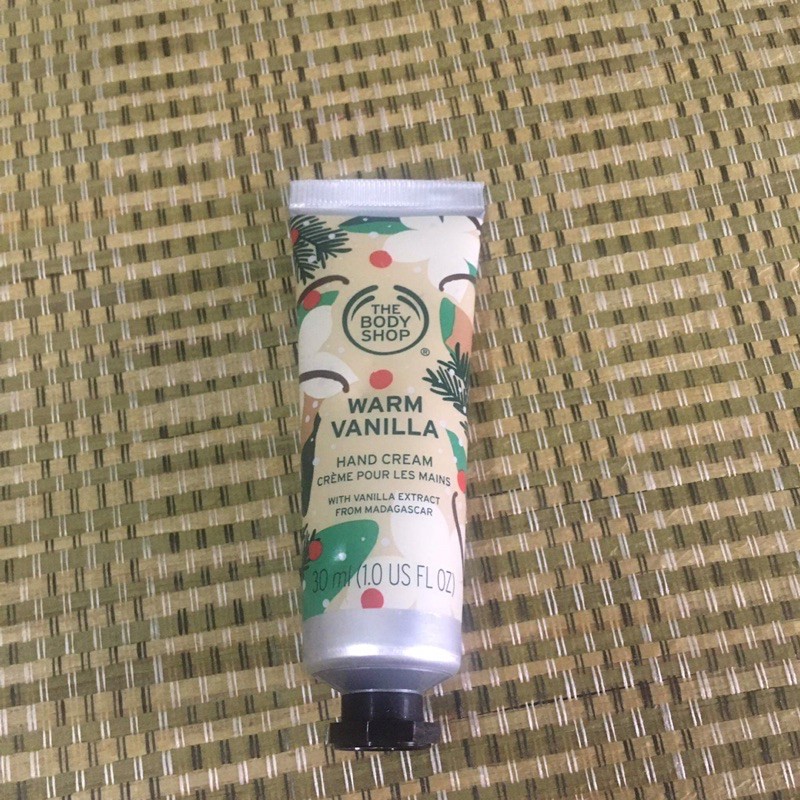 THE
BODY
SHOP
®
WARM
VANILLA
HAND CREAM
CRÈME POUR LES MAINS
WITH VANILLA EXTRACT
FROM MADAGASCAR
30 ml (1.0 US FL OZ)